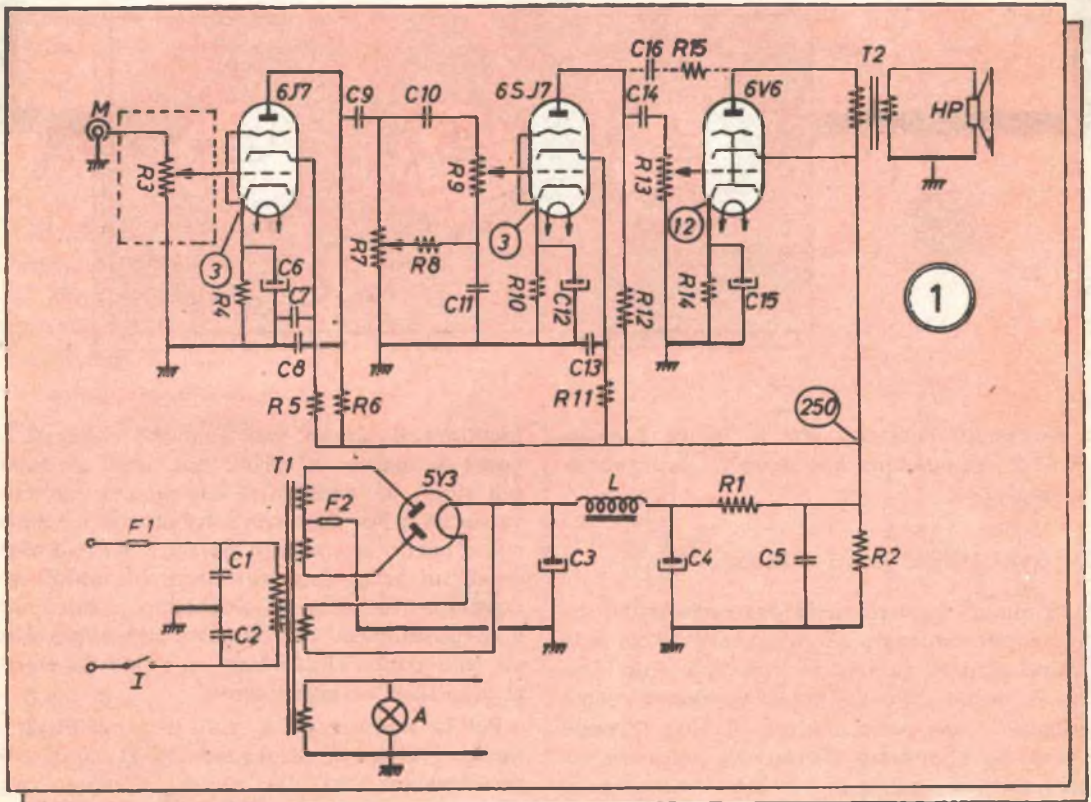 C16 R15
T2
6J7
C9
C10
6SJ7
C14
6V6
M
HP
R3
R9
R13
3
3
12
R7
R8
C6
R4
C7
C11
R10
C12
R12
R14
C15
1
C8
C13
R5
R6
R11
250
T1
F2
5Y3
L
R1
F1
C1
C3
C4
C5
R2
C2
I
A